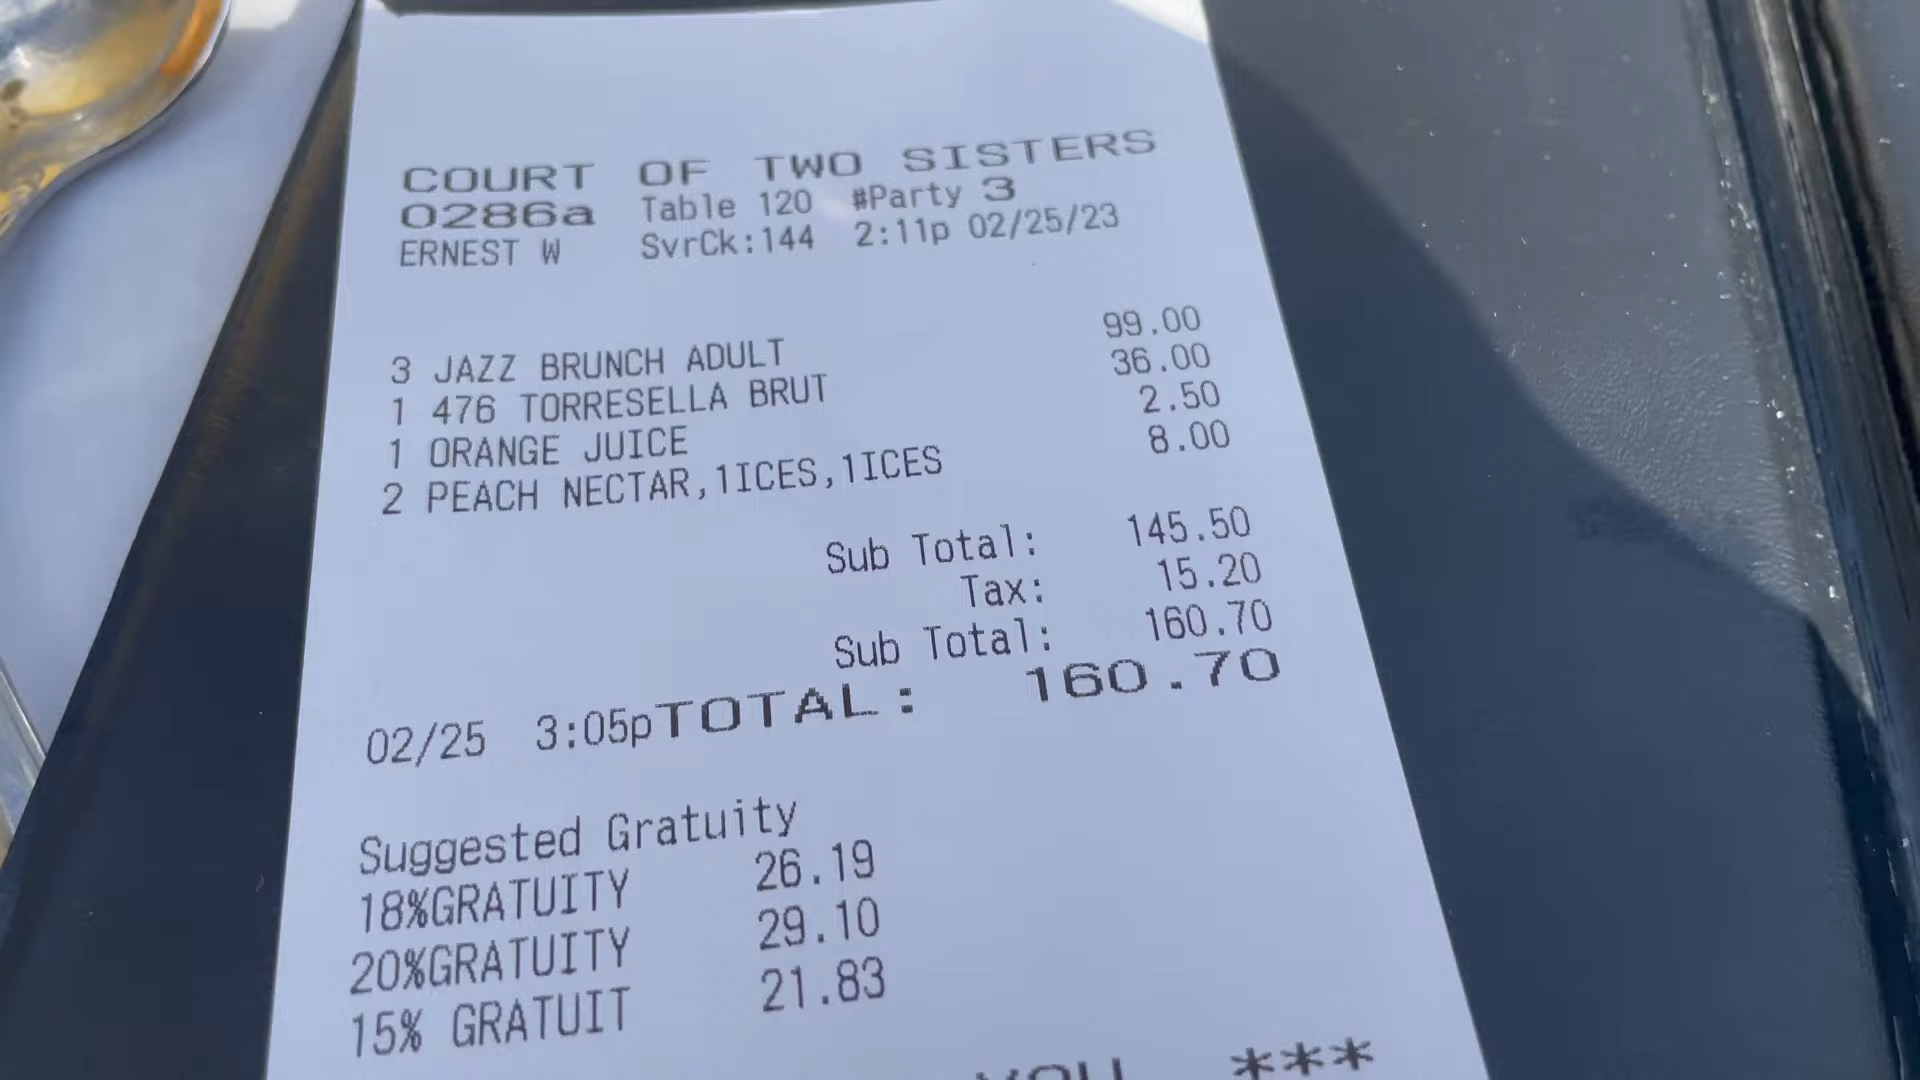 COURT OF TWO SISTERS
0286a Table 120 #Party 3
ERNEST W SvrCk:144 2:11p 02/25/23
3 JAZZ BRUNCH ADULT 99.00
1 476 TORRESELLA BRUT 36.00
1 ORANGE JUICE 2.50
2 PEACH NECTAR,1ICES,1ICES 8.00
Sub Total: 145.50
Tax: 15.20
Sub Total: 160.70
02/25 3:05pTOTAL: 160.70
Suggested Gratuity
18%GRATUITY 26.19
20%GRATUITY 29.10
15% GRATUIT 21.83
YOU ***